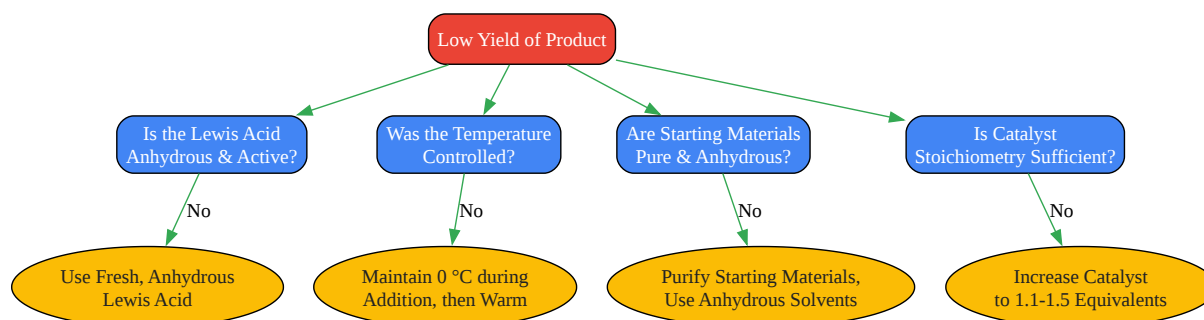 Low Yield of Product
Is the Lewis Acid
Anhydrous & Active?
Was the Temperature
Controlled?
Are Starting Materials
Pure & Anhydrous?
Is Catalyst
Stoichiometry Sufficient?
No
No
No
No
Use Fresh, Anhydrous
Lewis Acid
Maintain 0 °C during
Addition, then Warm
Purify Starting Materials,
Use Anhydrous Solvents
Increase Catalyst
to 1.1-1.5 Equivalents